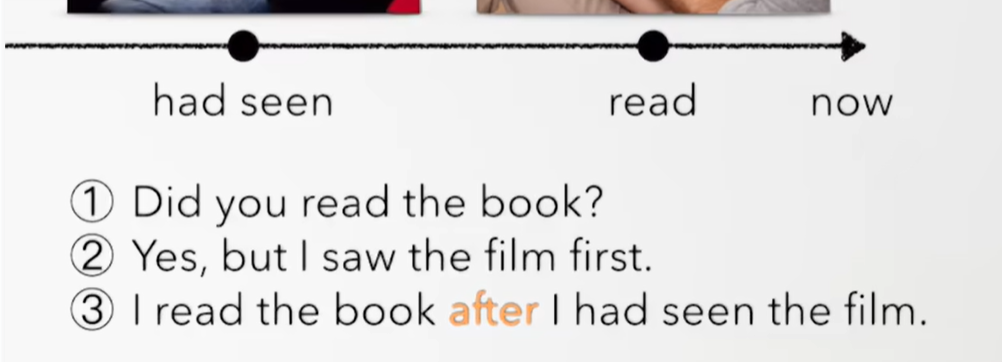 had seen read now
① Did you read the book?
② Yes, but I saw the film first.
③ I read the book after I had seen the film.